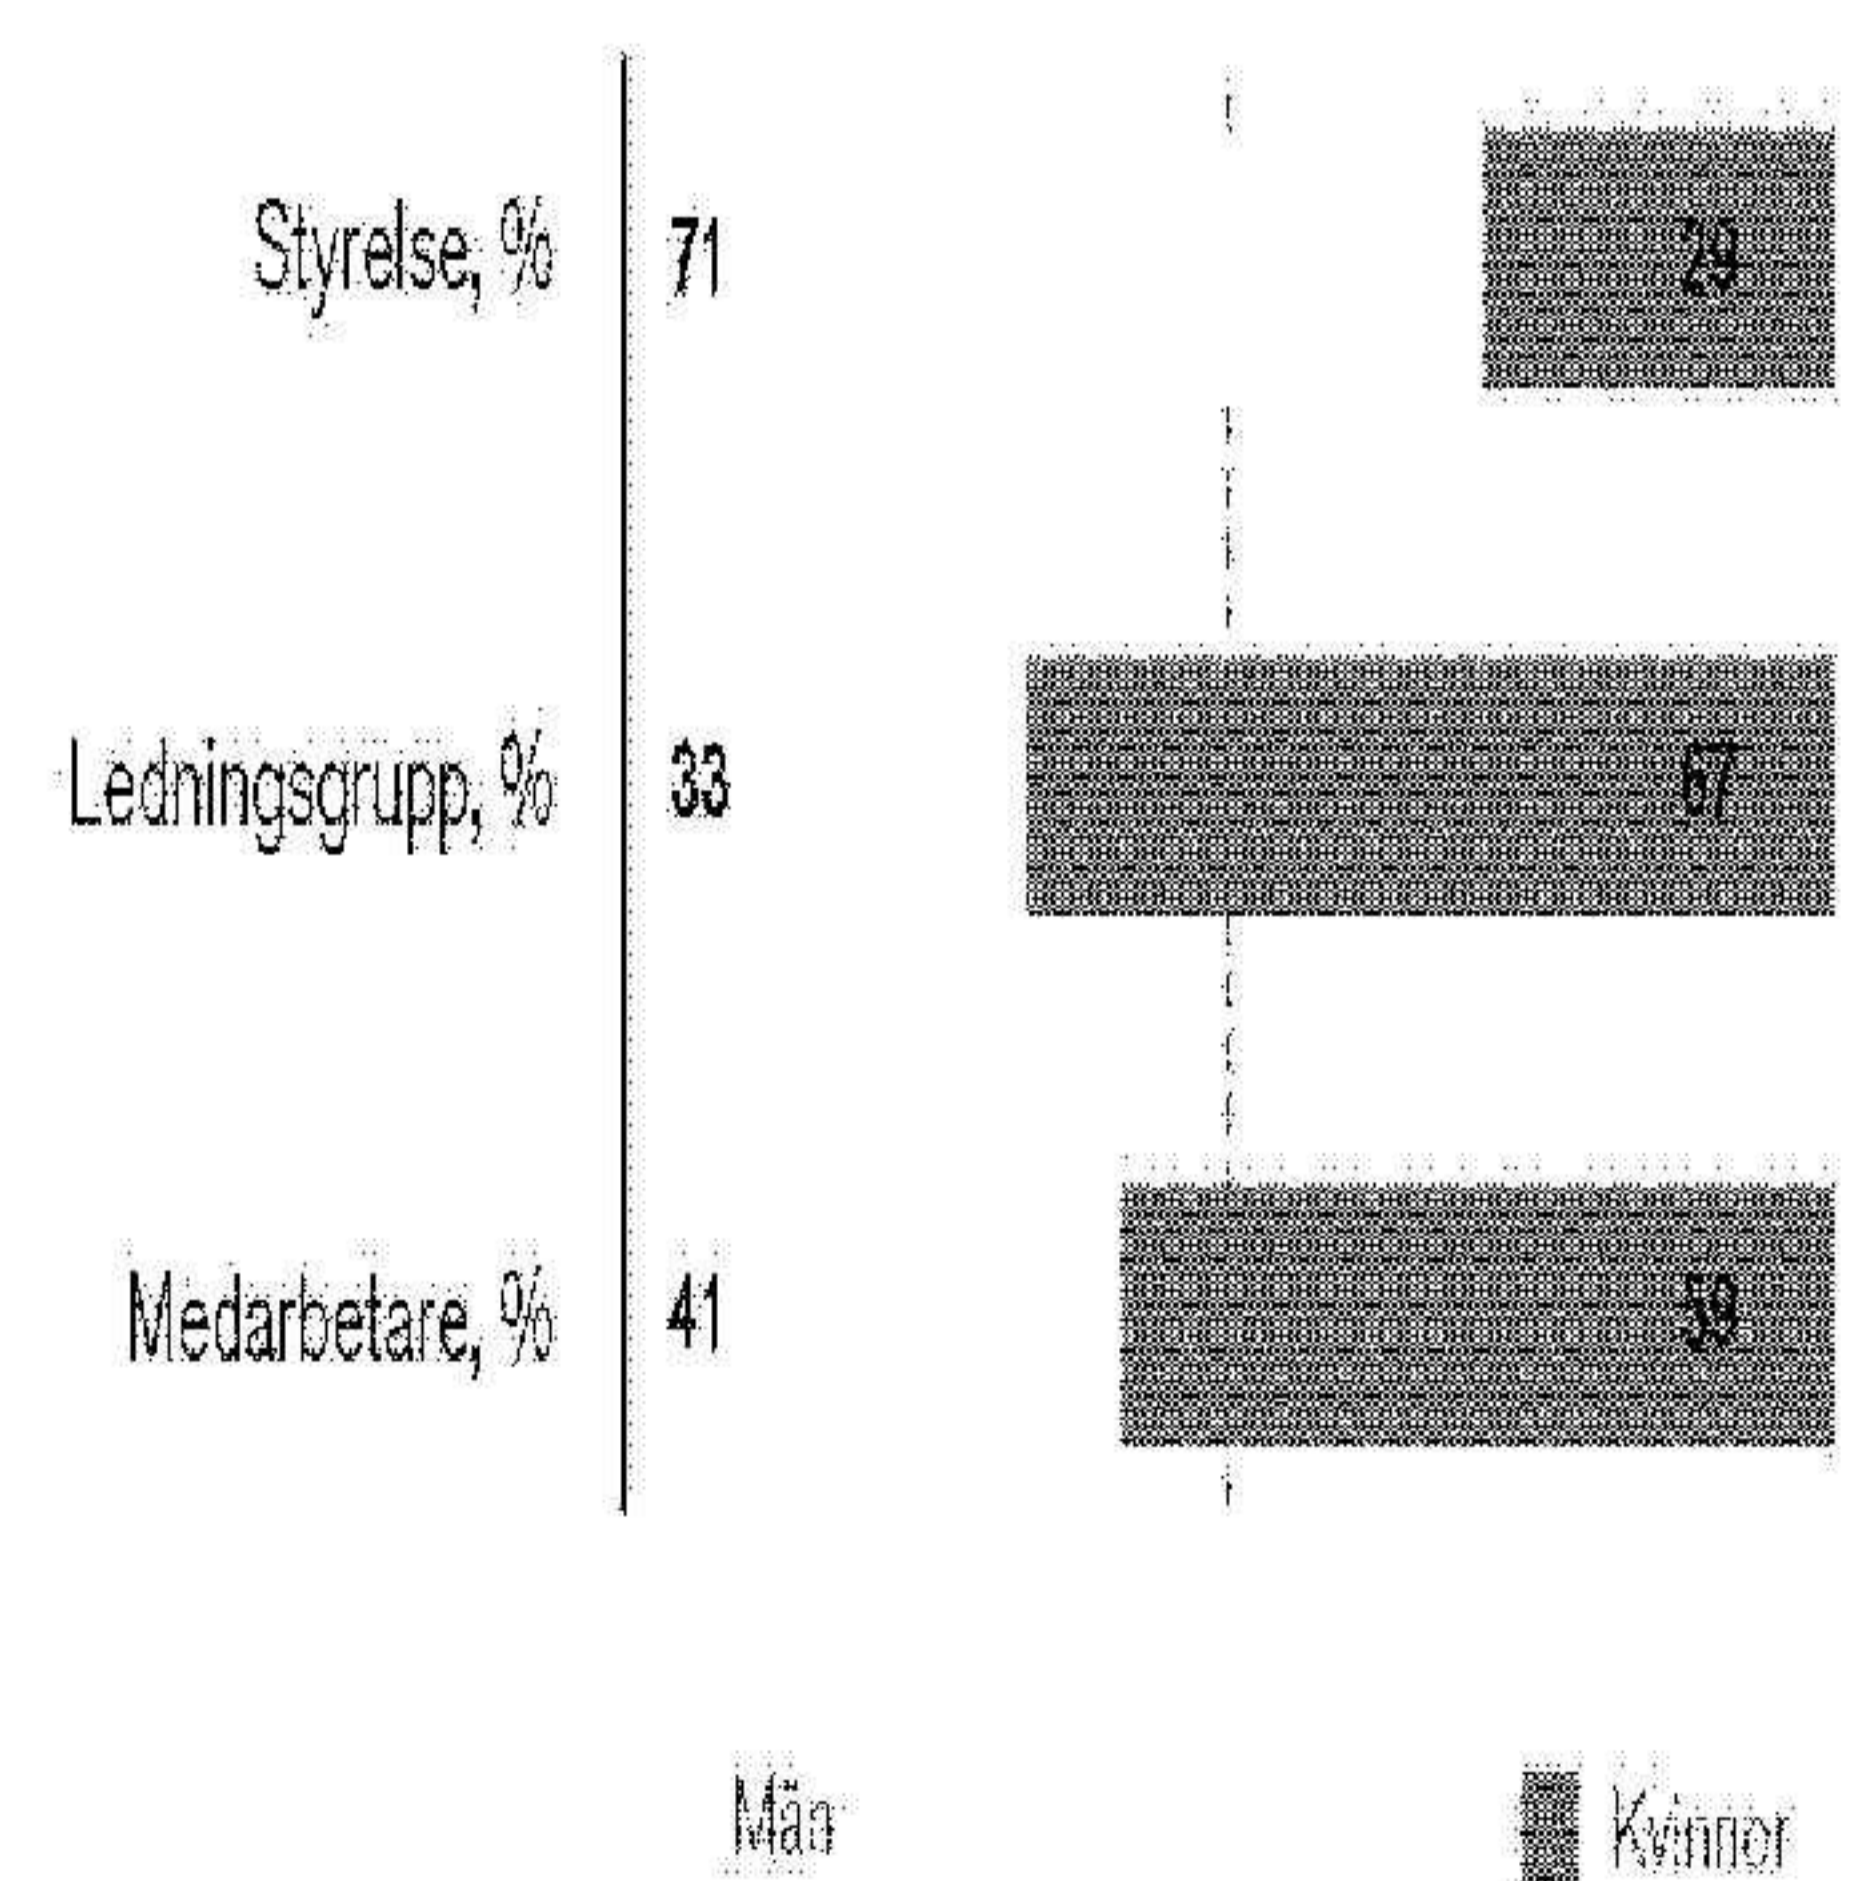 Styrelse, % 71 29
Ledningsgrupp, % 33 67
Medarbetare, % 41 59
Män Kvinnor